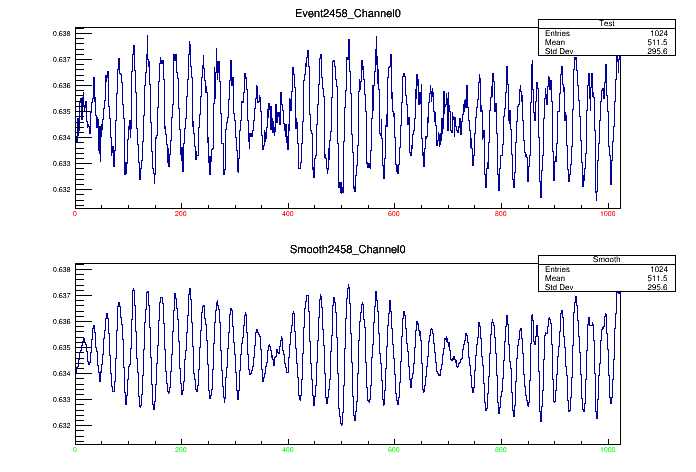 Event2458_Channel0
Test
Entries 1024
Mean 511.5
Std Dev 295.6
0.638
0.637
0.636
0.635
0.634
0.633
0.632
0 200 400 600 800 1000
Smooth2458_Channel0
Smooth
Entries 1024
Mean 511.5
Std Dev 295.6
0.638
0.637
0.636
0.635
0.634
0.633
0.632
0 200 400 600 800 1000